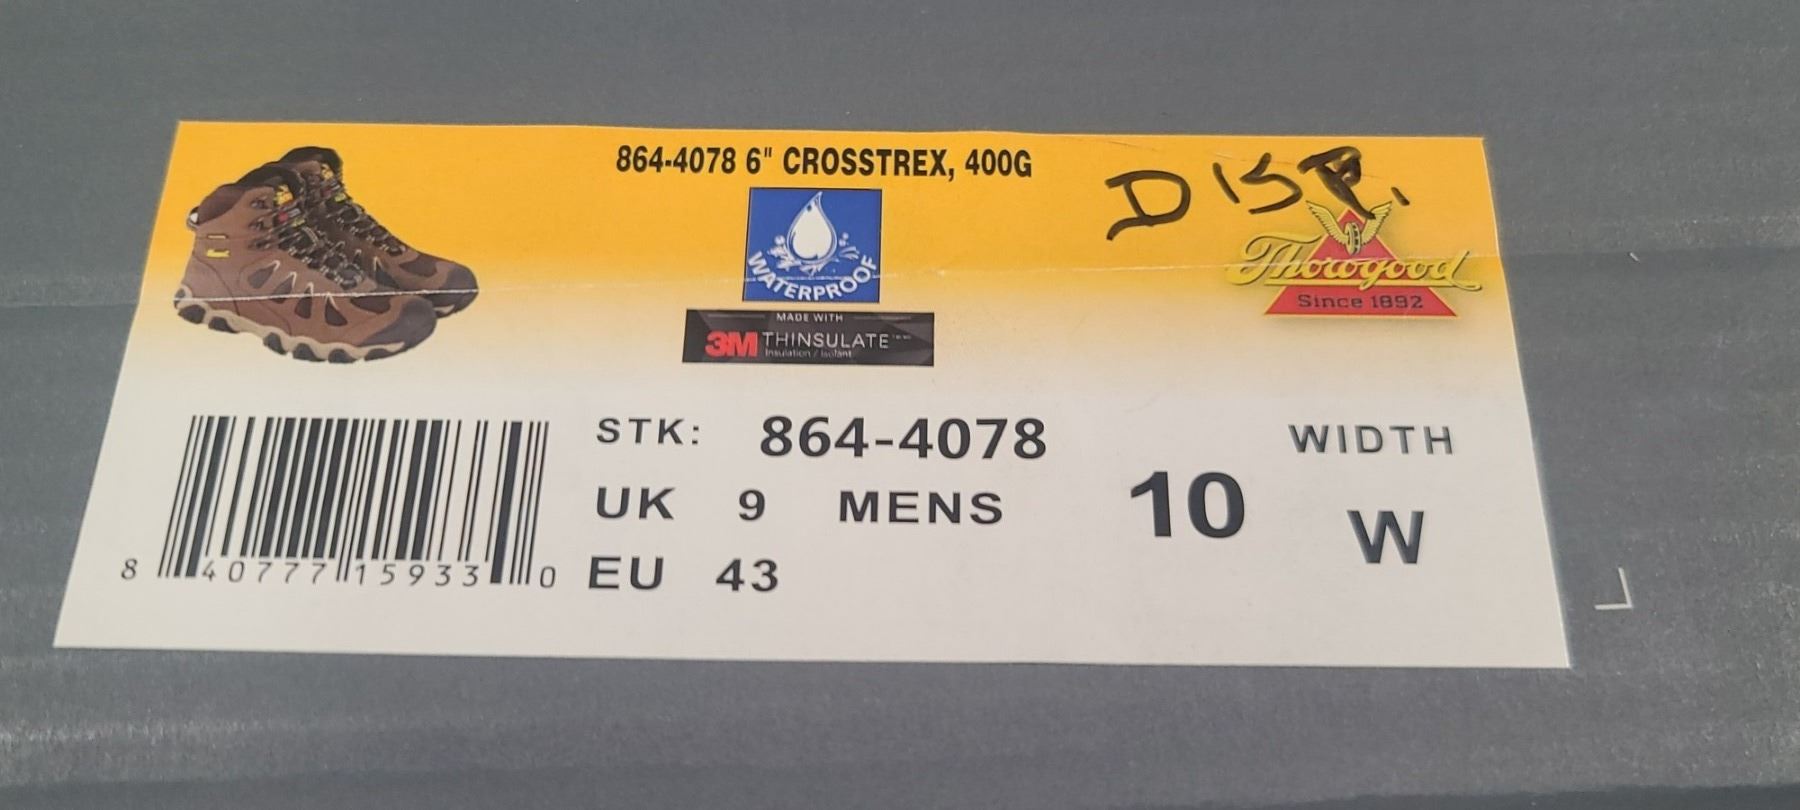 864-4078 6" CROSSTREX, 400G
DISP.
WATERPROOF
Thorogood
Since 1892
MADE WITH
3M THINSULATE
Insulation / Isolant
STK: 864-4078
WIDTH
UK 9 MENS
10
W
EU 43
8 40777 15933 0